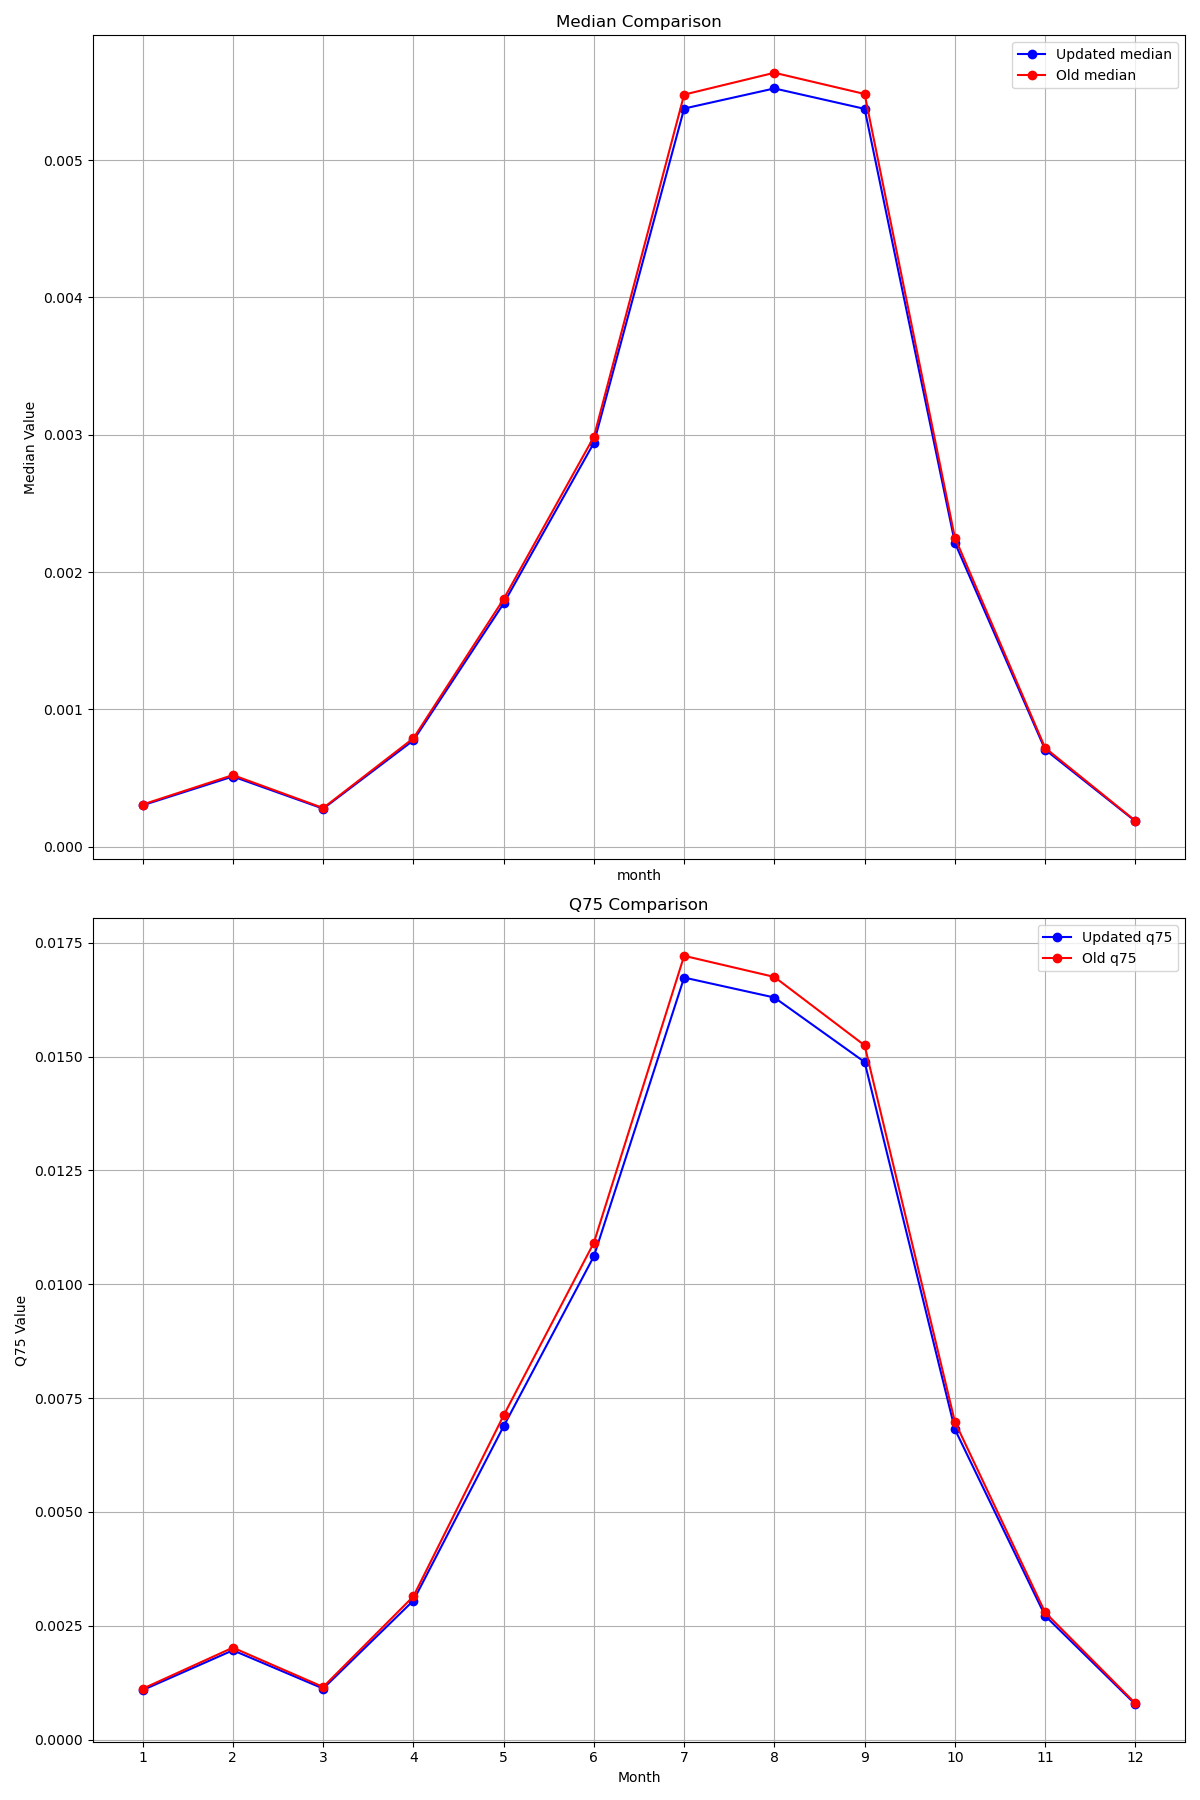 Median Comparison
Updated median
Old median
0.005
0.004
0.003
0.002
0.001
0.000
Median Value
month
Q75 Comparison
Updated q75
Old q75
0.0175
0.0150
0.0125
0.0100
0.0075
0.0050
0.0025
0.0000
Q75 Value
1 2 3 4 5 6 7 8 9 10 11 12
Month